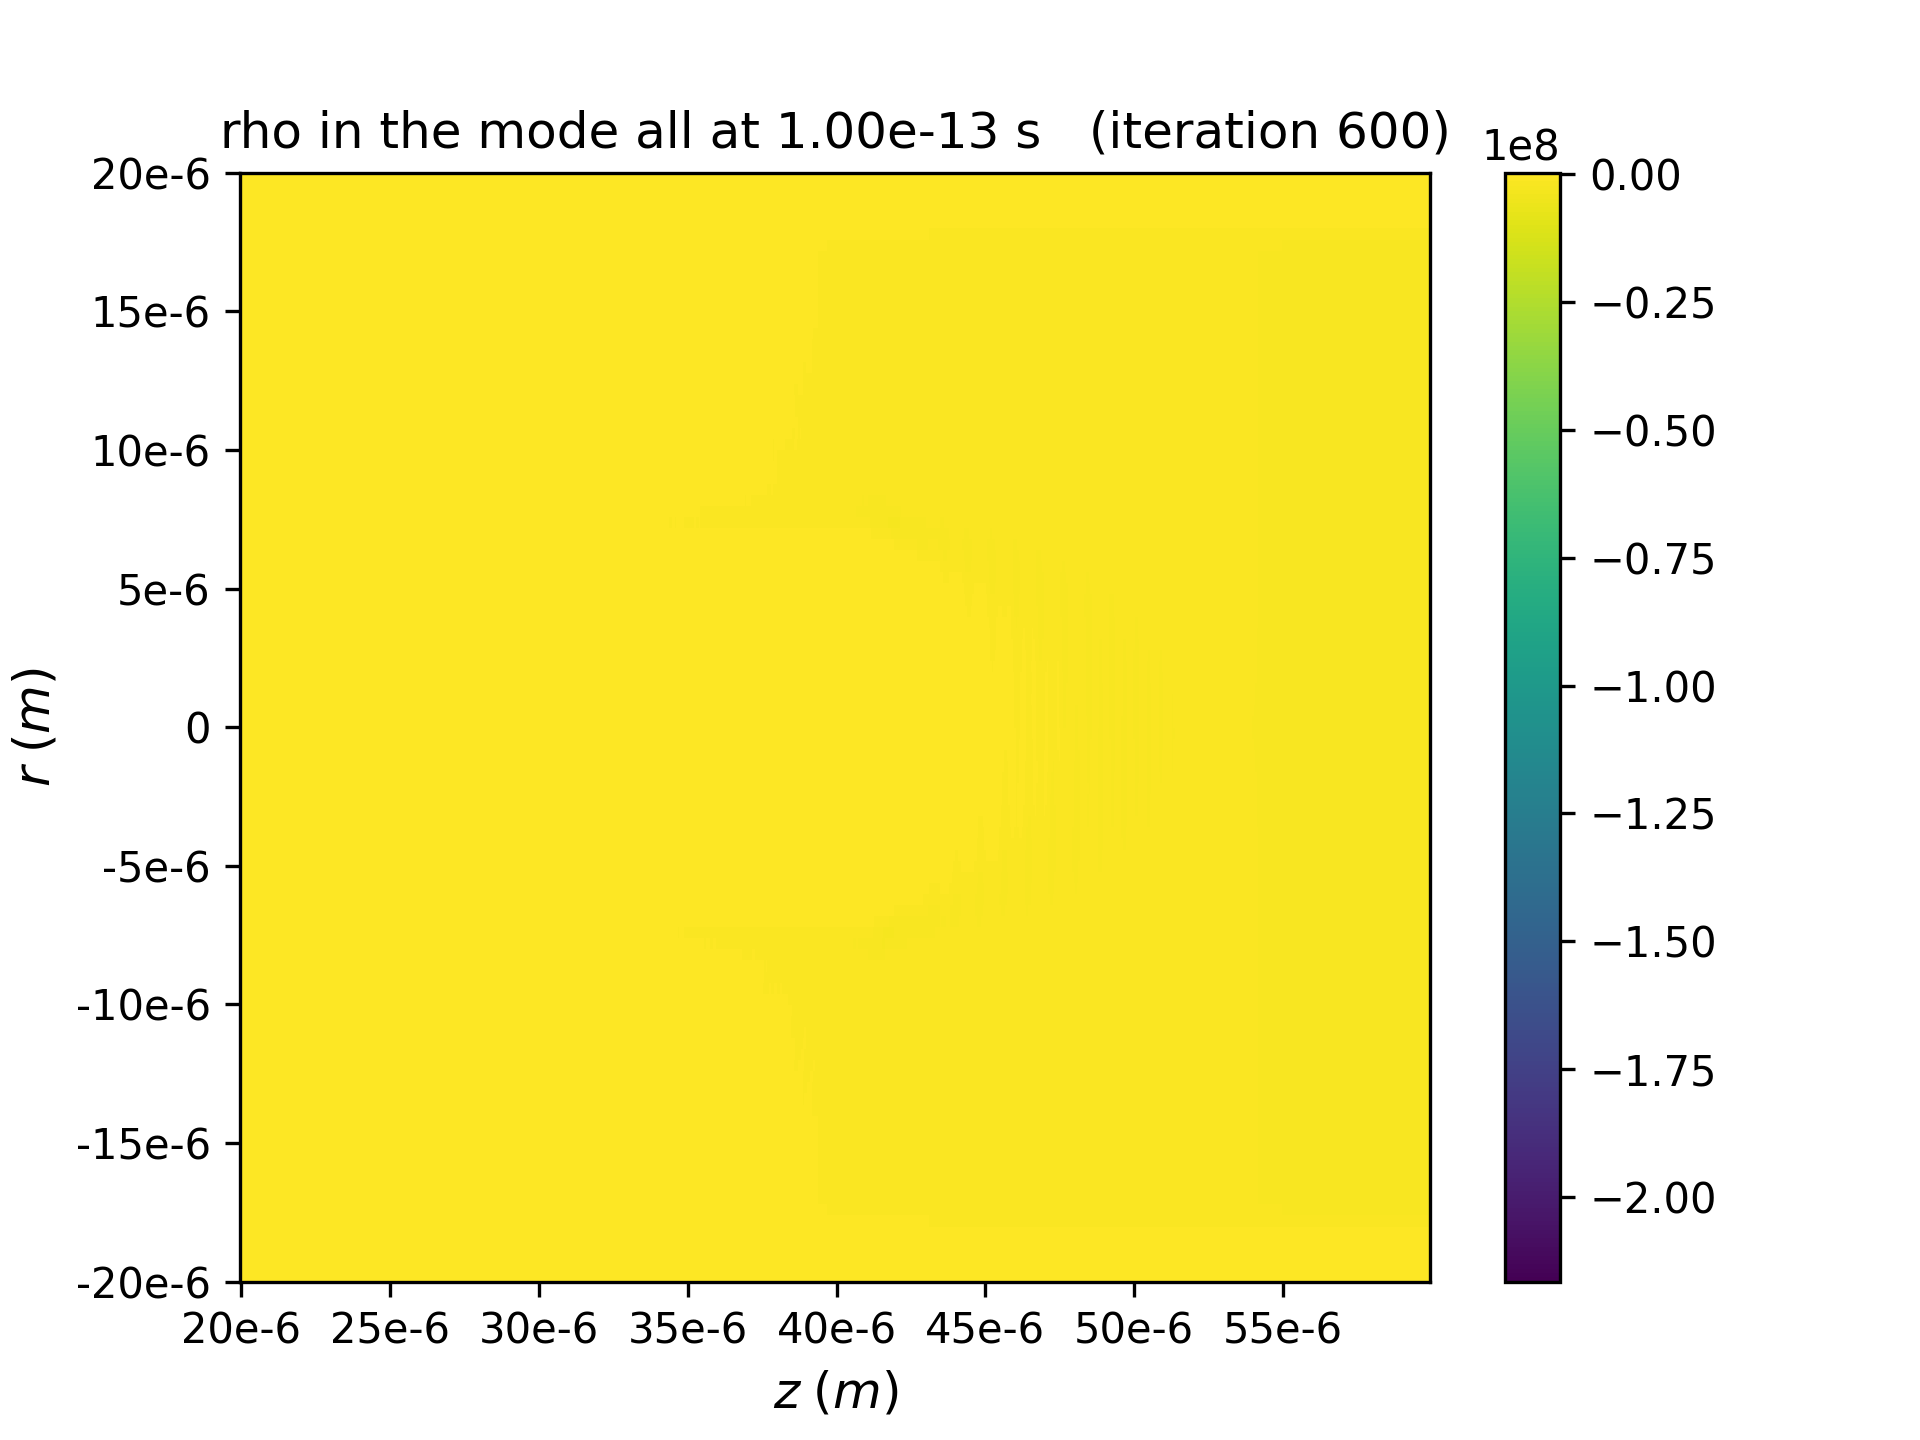 rho in the mode all at 1.00e-13 s (iteration 600)
1e8
20e-6
15e-6
10e-6
5e-6
0
-5e-6
-10e-6
-15e-6
-20e-6
r (m)
20e-6 25e-6 30e-6 35e-6 40e-6 45e-6 50e-6 55e-6
z (m)
0.00
−0.25
−0.50
−0.75
−1.00
−1.25
−1.50
−1.75
−2.00